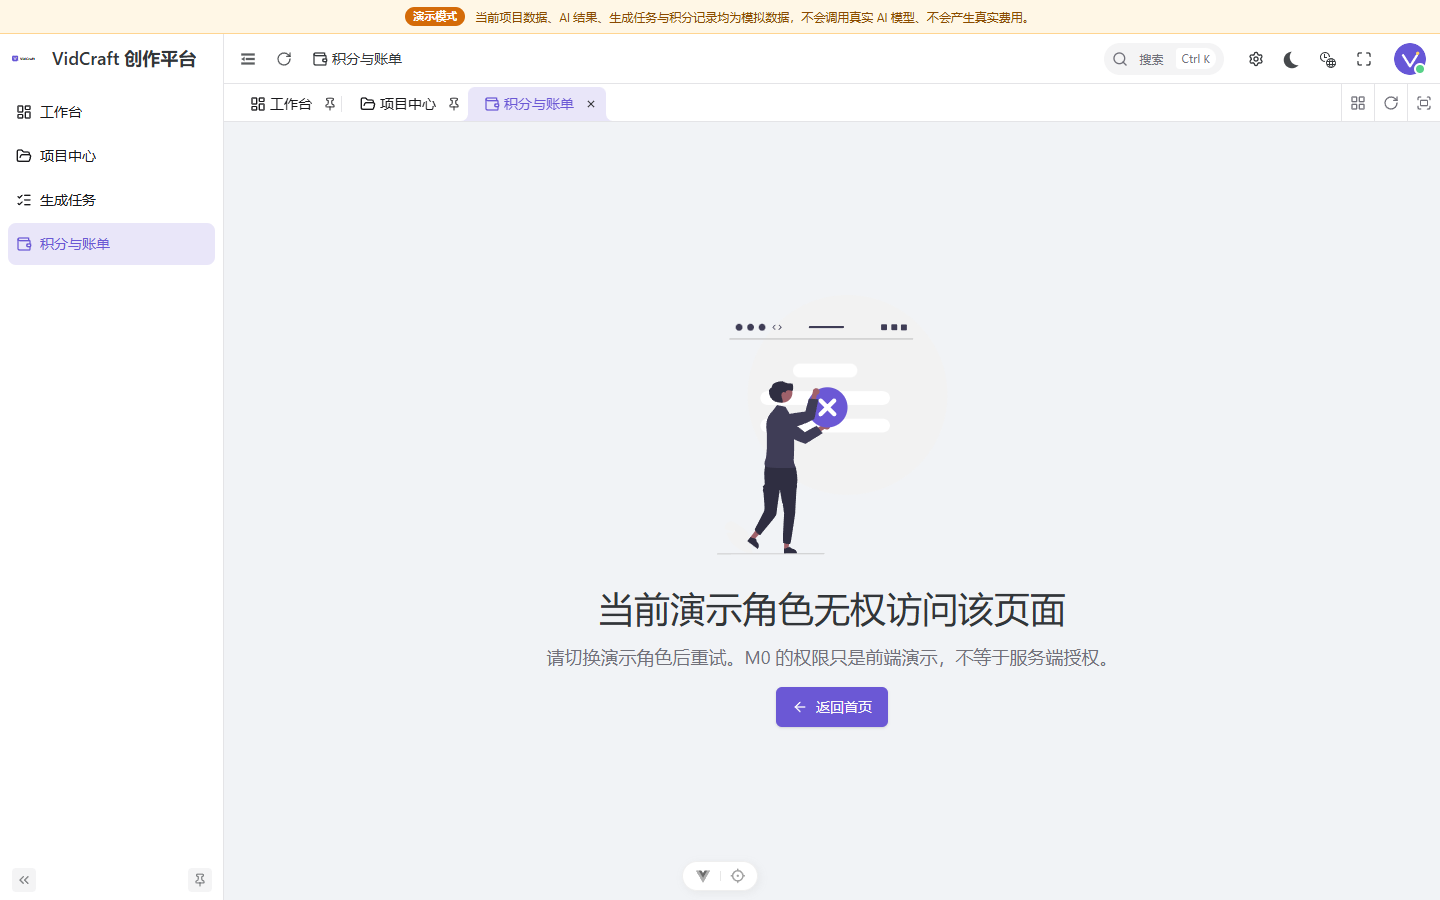 演示模式 当前项目数据、AI 结果、生成任务与积分记录均为模拟数据，不会调用真实 AI 模型、不会产生真实费用。
VidCraft 创作平台
积分与账单
搜索 Ctrl K
工作台
项目中心
积分与账单
工作台
项目中心
生成任务
积分与账单
当前演示角色无权访问该页面
请切换演示角色后重试。M0 的权限只是前端演示，不等于服务端授权。
返回首页